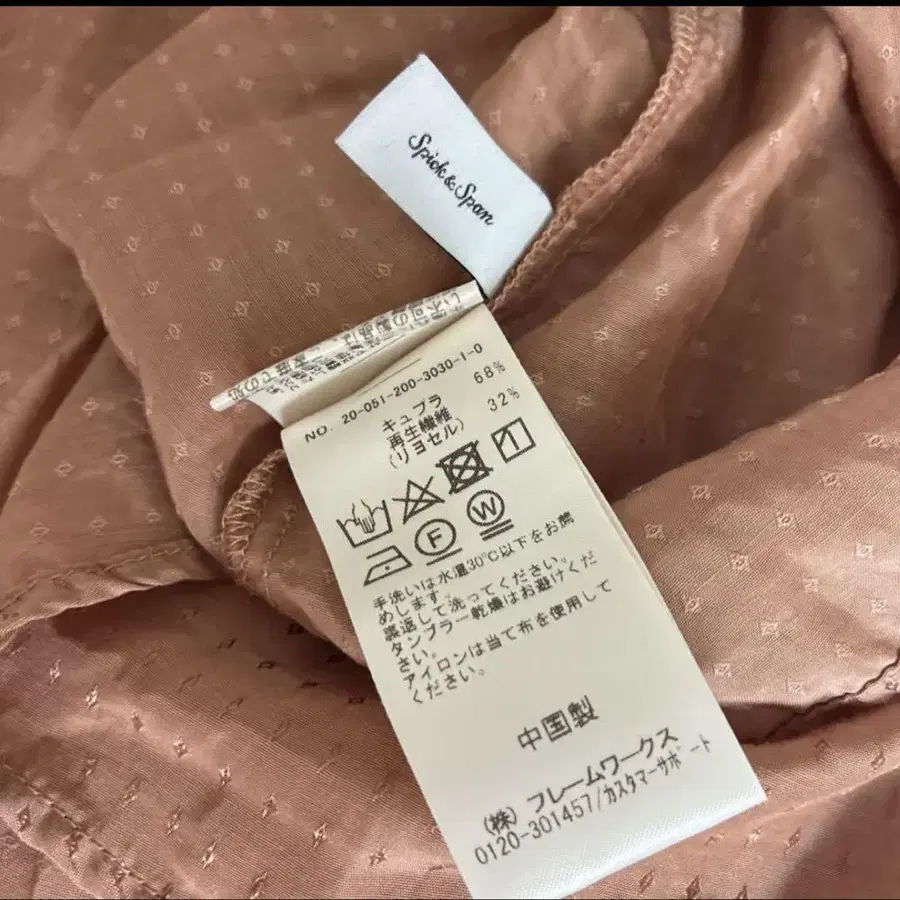 Spick & Span
NO. 20-051-200-3030-1-0
キュプラ 68%
再生繊維 32%
(リヨセル)
F
W
手洗いは水温30℃以下をお薦
めします。
裏返して洗ってください。
タンブラー乾燥はお避けくだ
さい。
アイロンは当て布を使用して
ください。
中国製
(株) フレームワークス
0120-301457/カスタマーサポート